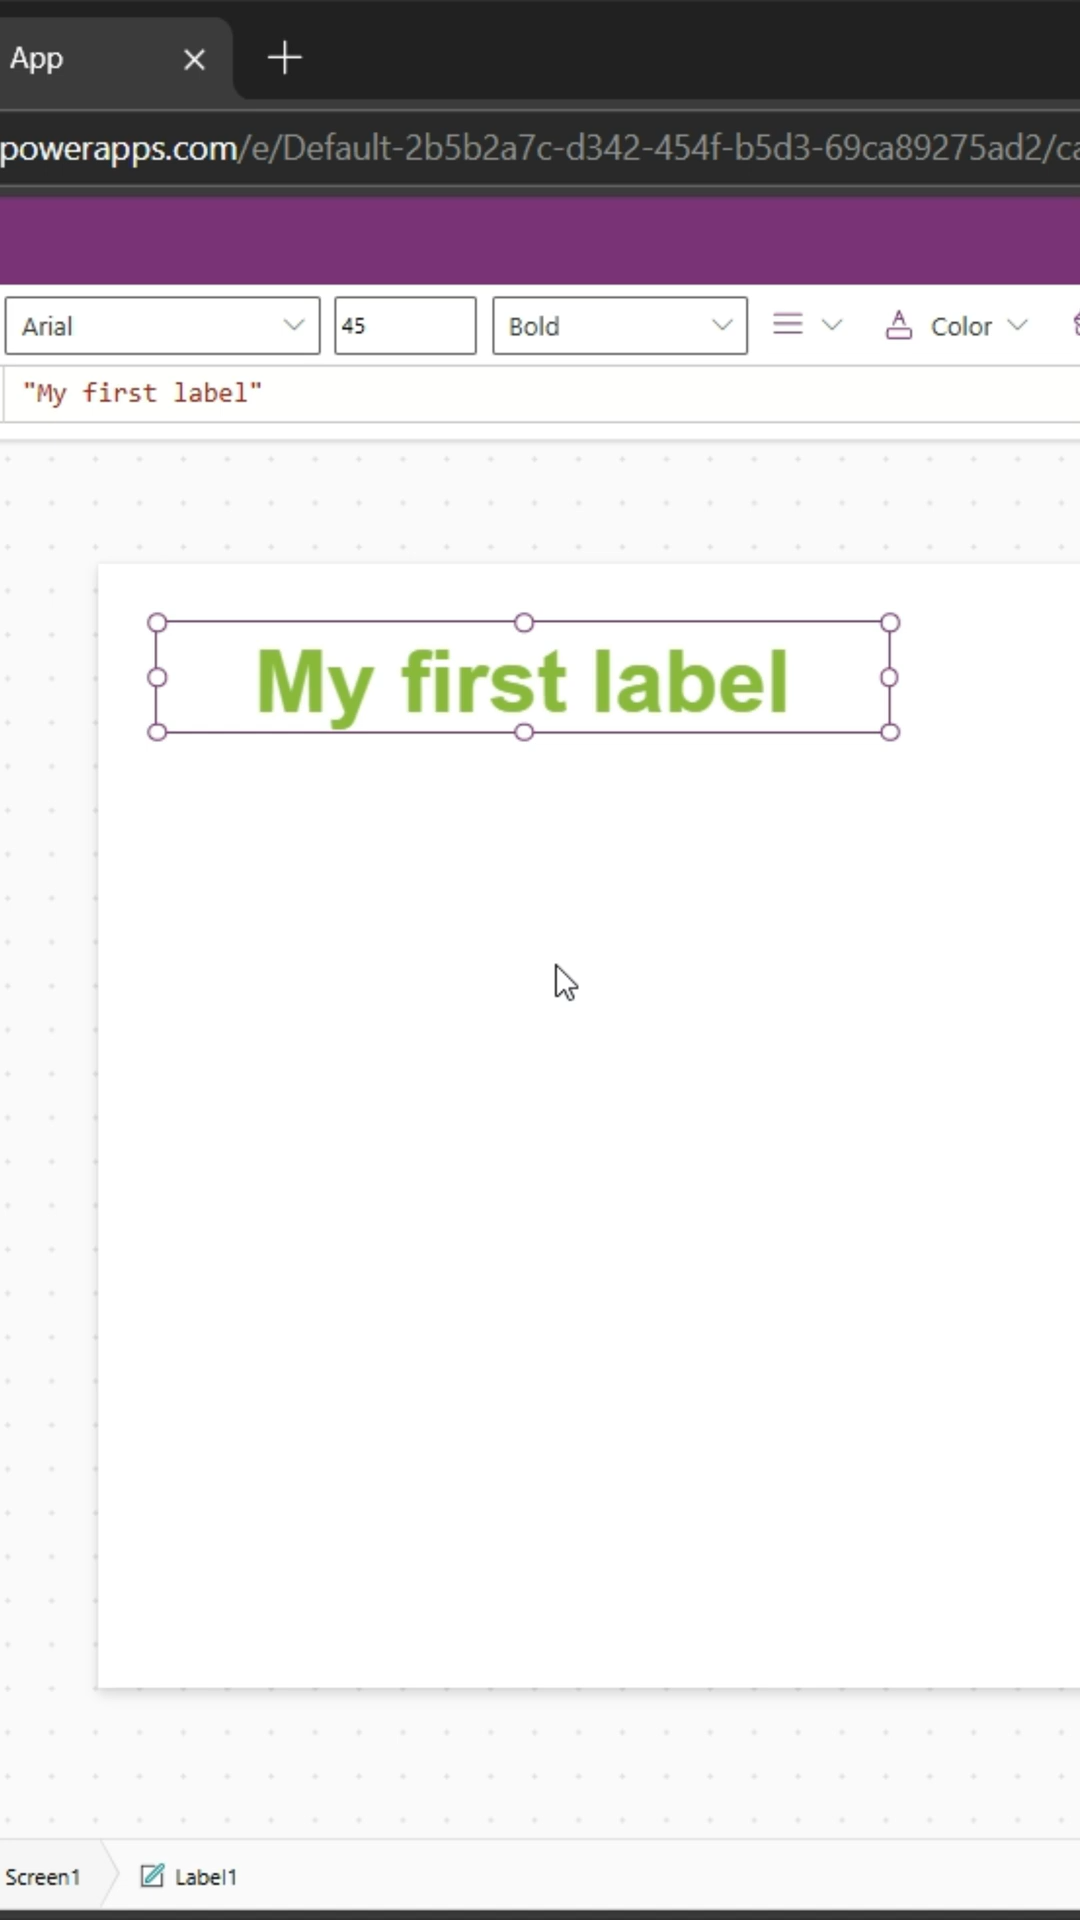 App
powerapps.com/e/Default-2b5b2a7c-d342-454f-b5d3-69ca89275ad2/ca
Arial 45 Bold Color
"My first label"
My first label
Screen1 Label1